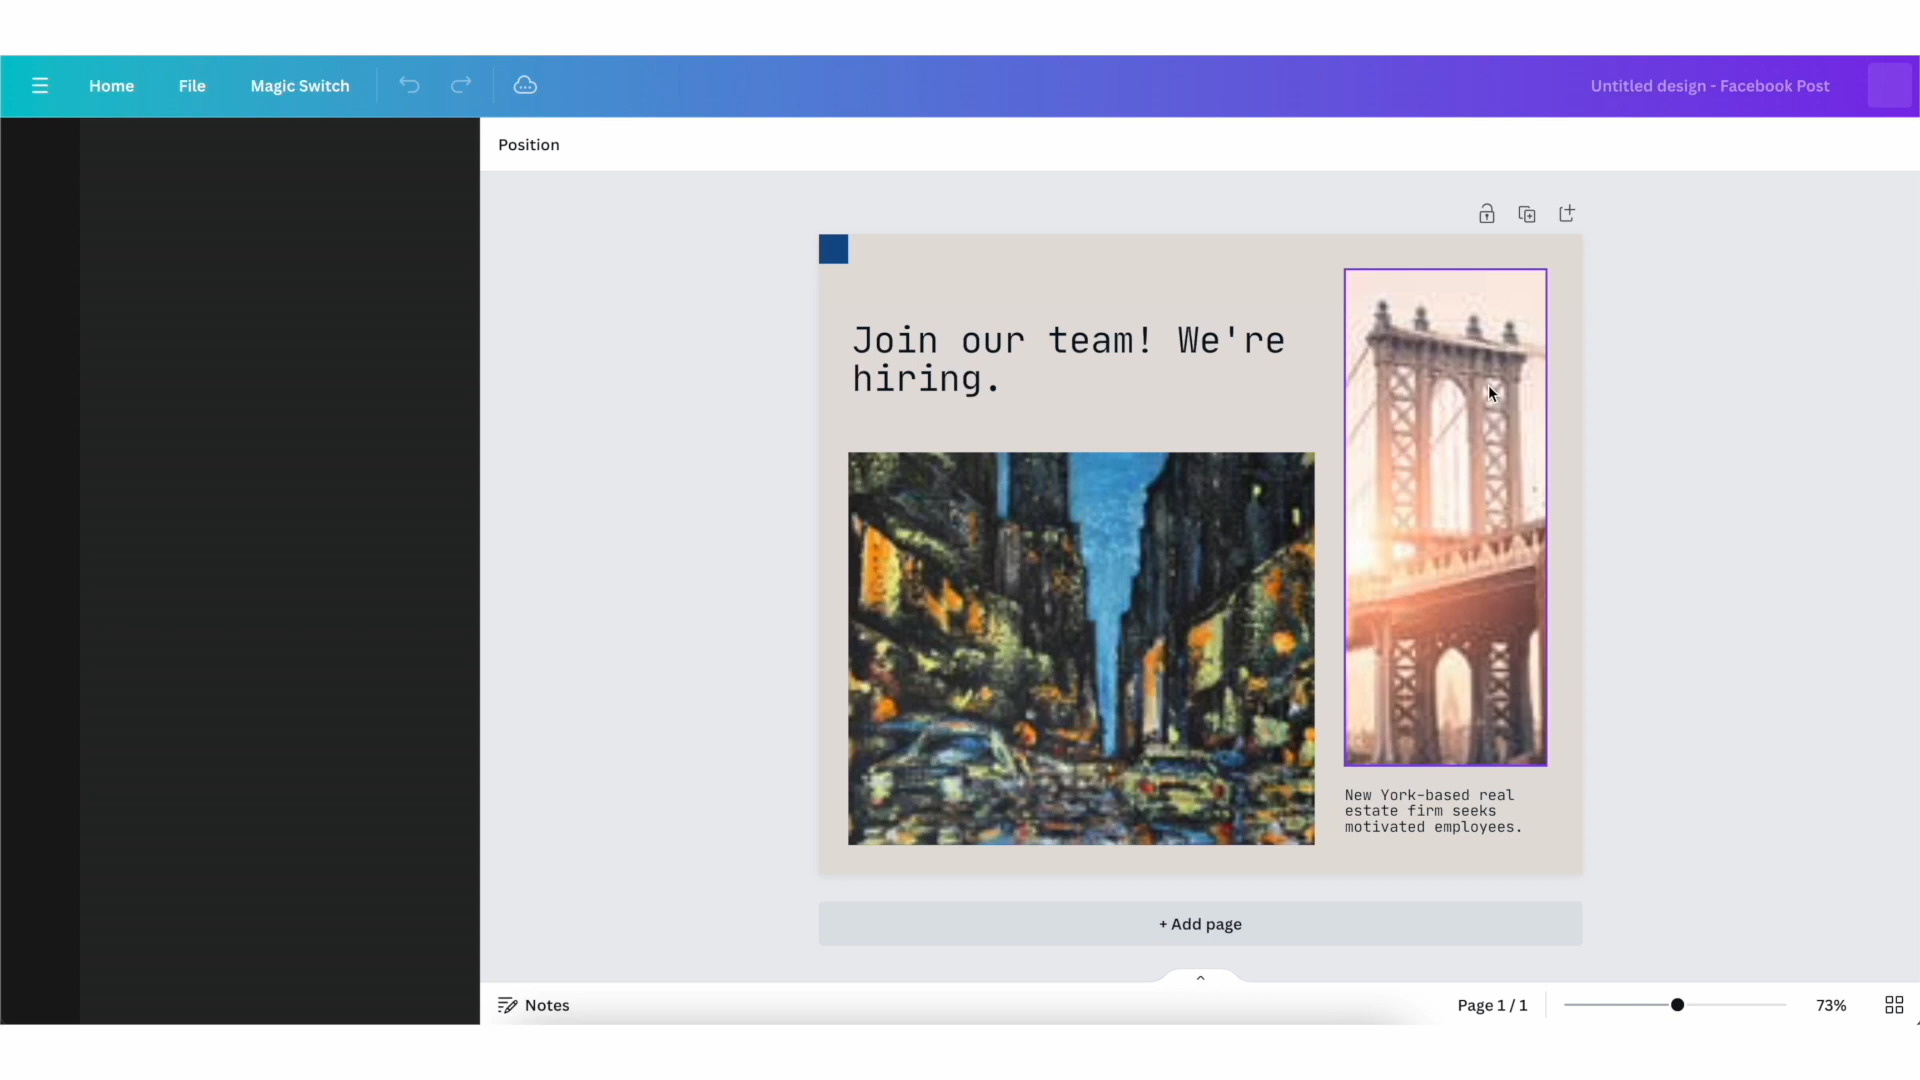 Home File Magic Switch Untitled design - Facebook Post
Position
Join our team! We're
hiring.
New York-based real
estate firm seeks
motivated employees.
+ Add page
Notes Page 1 / 1 73%